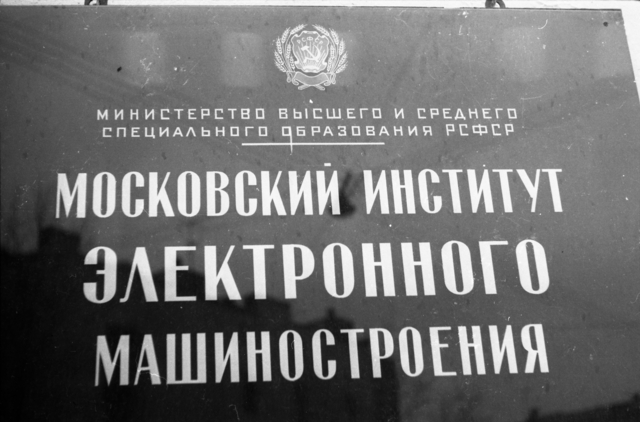 МИНИСТЕРСТВО ВЫСШЕГО И СРЕДНЕГО
СПЕЦИАЛЬНОГО ОБРАЗОВАНИЯ РСФСР
МОСКОВСКИЙ ИНСТИТУТ
ЭЛЕКТРОННОГО
МАШИНОСТРОЕНИЯ